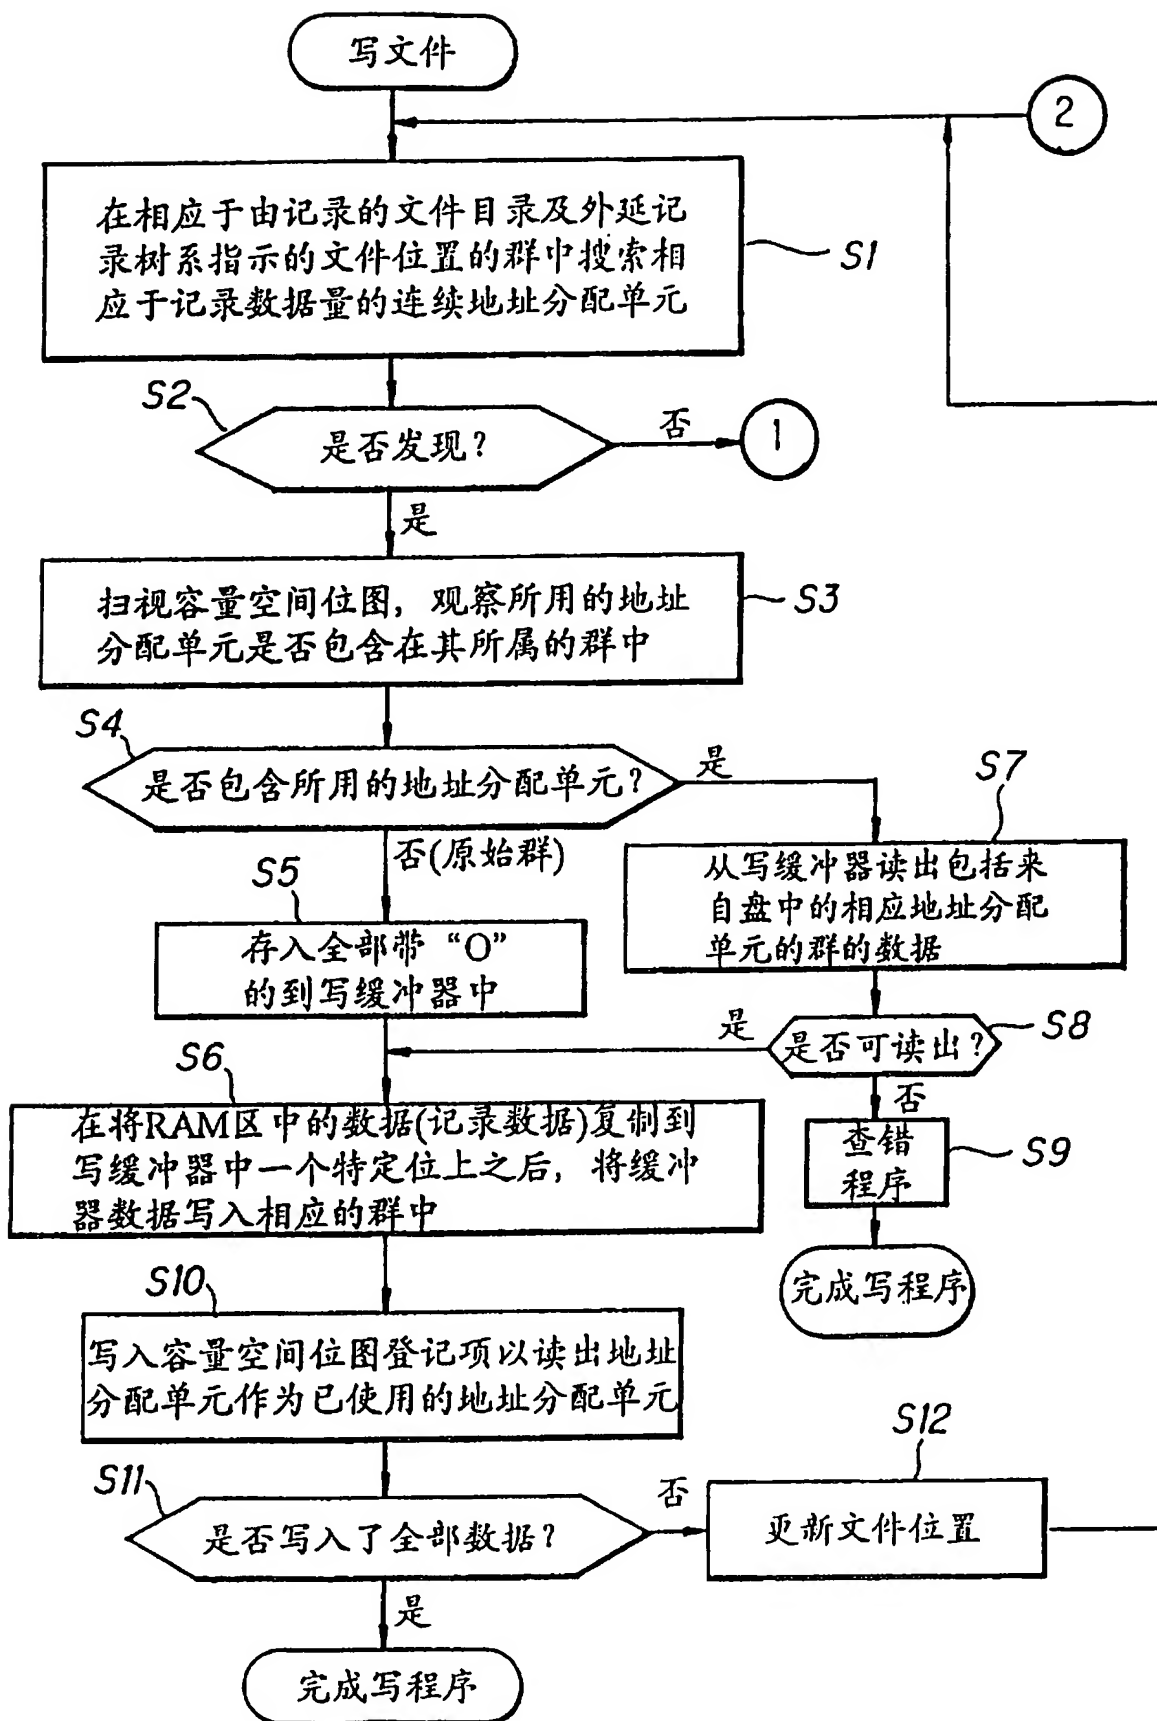 写文件
2
在相应于由记录的文件目录及外延记
录树系指示的文件位置的群中搜索相
应于记录数据量的连续地址分配单元
S1
S2
是否发现？
否
1
是
扫视容量空间位图，观察所用的地址
分配单元是否包含在其所属的群中
S3
S4
是否包含所用的地址分配单元？
是
否(原始群)
S7
从写缓冲器读出包括来
自盘中的相应地址分配
单元的群的数据
S5
存入全部带“O”
的到写缓冲器中
是
是否可读出？
S8
否
S6
在将RAM区中的数据(记录数据)复制到
写缓冲器中一个特定位上之后，将缓冲
器数据写入相应的群中
查错
程序
S9
完成写程序
S10
写入容量空间位图登记项以读出地址
分配单元作为已使用的地址分配单元
S11
是否写入了全部数据？
否
S12
更新文件位置
是
完成写程序